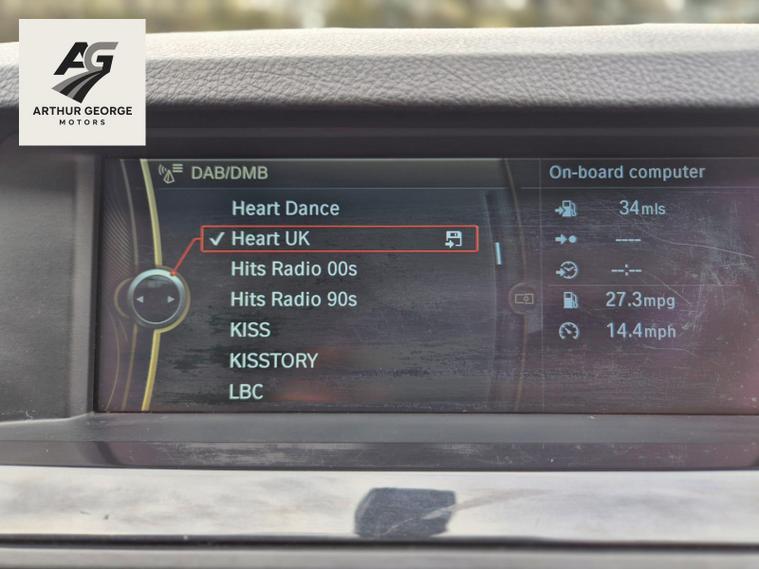 AG
ARTHUR GEORGE
MOTORS
DAB/DMB
Heart Dance
Heart UK
Hits Radio 00s
Hits Radio 90s
KISS
KISSTORY
LBC
On-board computer
34mls
----
--:--
27.3mpg
14.4mph